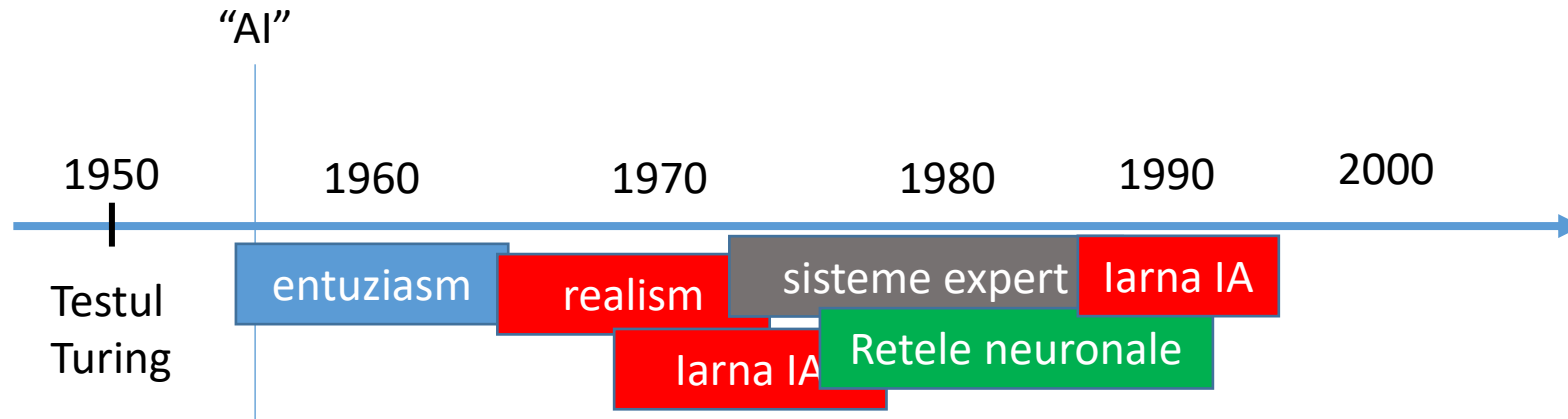 “AI”
1950 1960 1970 1980 1990 2000
Testul
Turing
entuziasm
realism
Iarna IA
sisteme expert
Retele neuronale
Iarna IA